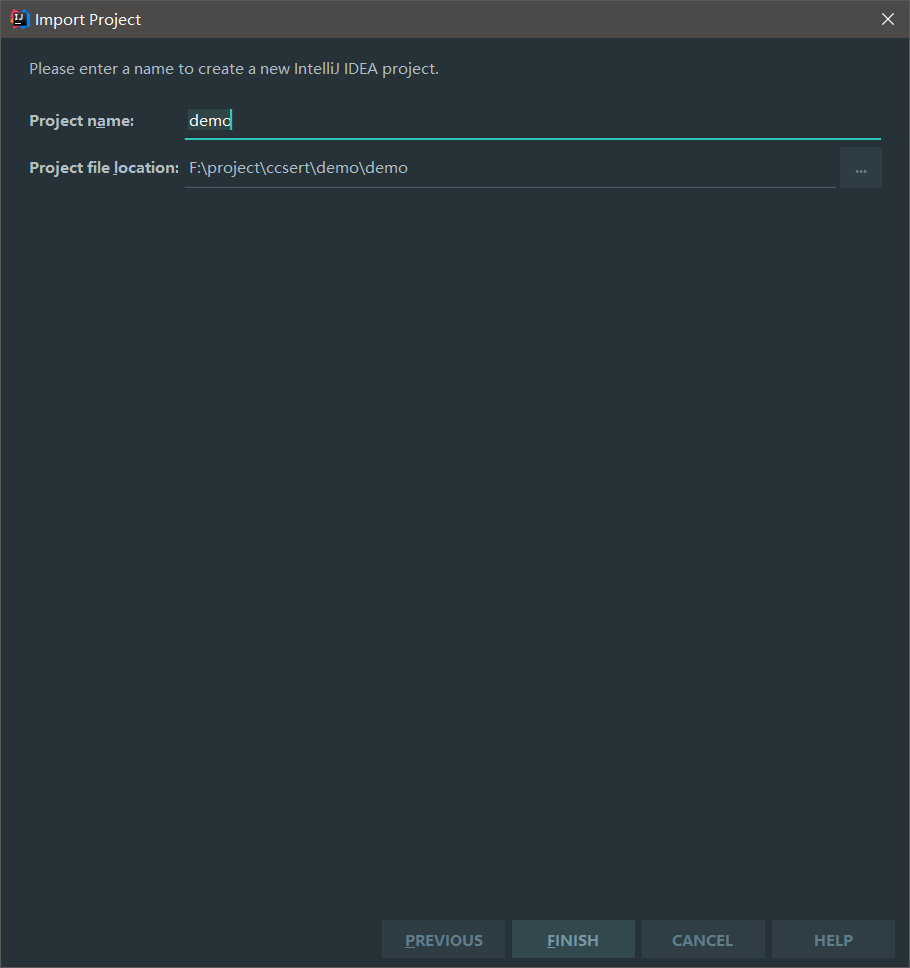 Import Project
Please enter a name to create a new IntelliJ IDEA project.
Project name: demo
Project file location: F:\project\ccsert\demo\demo ...
PREVIOUS FINISH CANCEL HELP